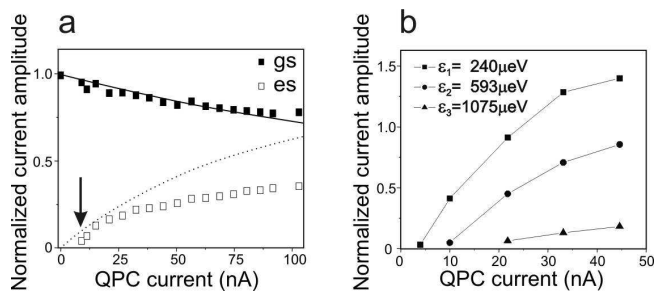 a
gs
es
1.0
0.5
0.0
0
25
50
75
100
Normalized current amplitude
QPC current (nA)
b
ε₁= 240μeV
ε₂= 593μeV
ε₃=1075μeV
1.5
1.0
0.5
0.0
0
10
20
30
40
50
Normalized current amplitude
QPC current (nA)